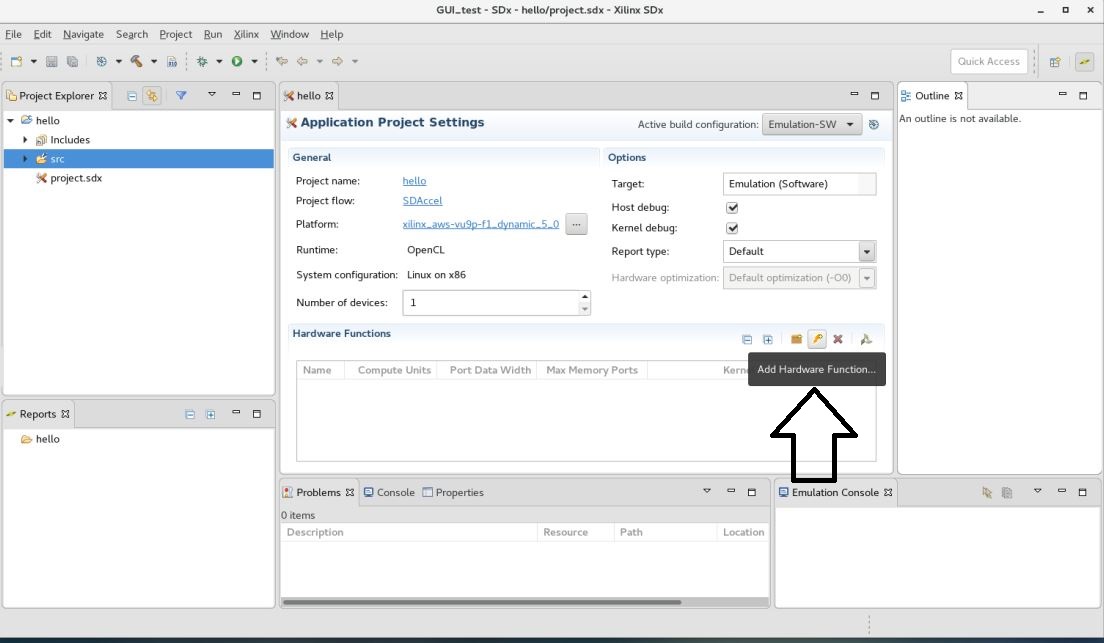 GUI_test - SDx - hello/project.sdx - Xilinx SDx
File Edit Navigate Search Project Run Xilinx Window Help
Quick Access
Project Explorer
hello
Includes
src
project.sdx
Reports
hello
hello
Application Project Settings
Active build configuration: Emulation-SW
General
Project name: hello
Project flow: SDAccel
Platform: xilinx_aws-vu9p-f1_dynamic_5_0 ...
Runtime: OpenCL
System configuration: Linux on x86
Number of devices: 1
Options
Target: Emulation (Software)
Host debug:
Kernel debug:
Report type: Default
Hardware optimization: Default optimization (-O0)
Hardware Functions
Name Compute Units Port Data Width Max Memory Ports
Add Hardware Function...
Outline
An outline is not available.
Problems Console Properties
0 items
Description Resource Path Location
Emulation Console